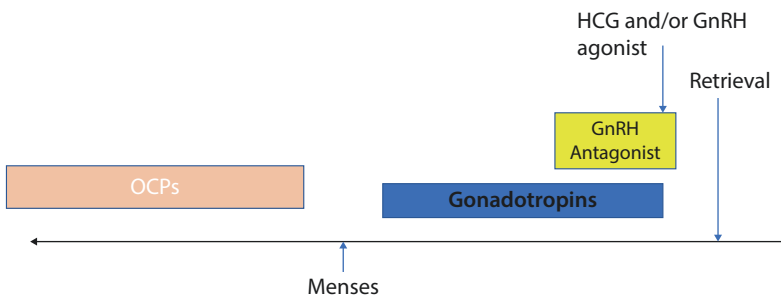 HCG and/or GnRH
agonist
Retrieval
GnRH
Antagonist
OCPs
Gonadotropins
Menses